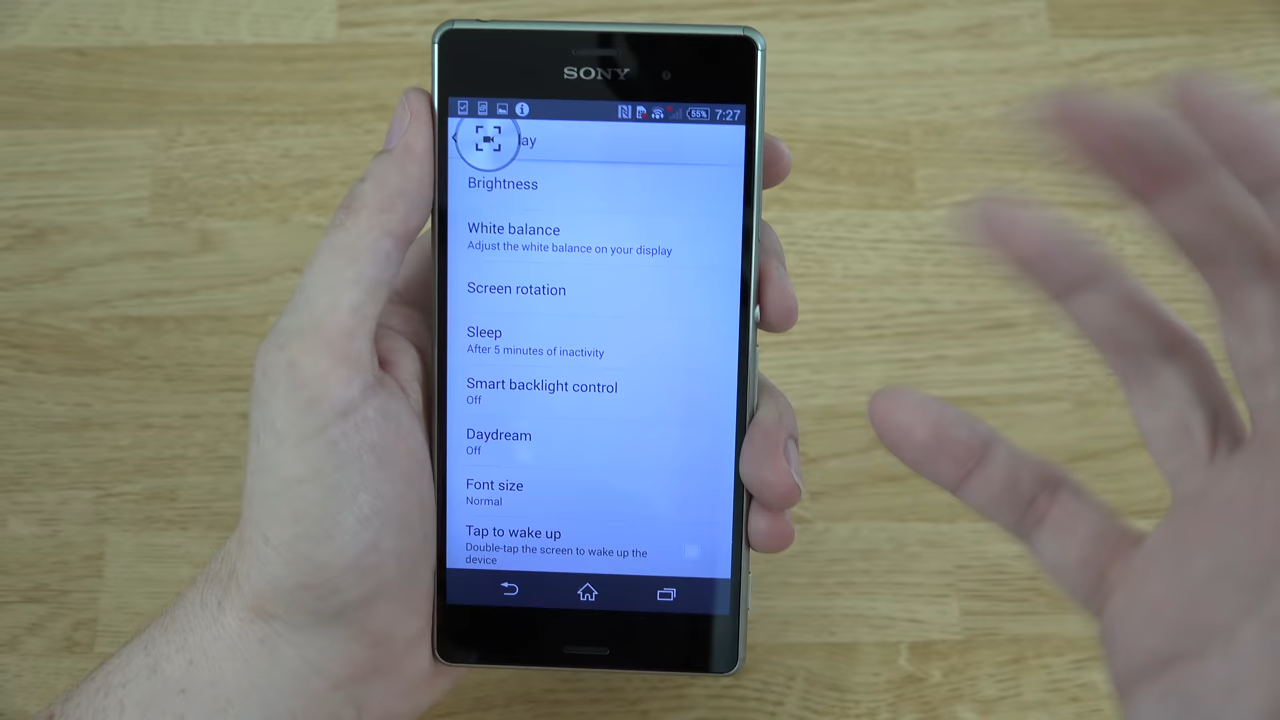 SONY
55%
7:27
lay
Brightness
White balance
Adjust the white balance on your display
Screen rotation
Sleep
After 5 minutes of inactivity
Smart backlight control
Off
Daydream
Off
Font size
Normal
Tap to wake up
Double-tap the screen to wake up the
device